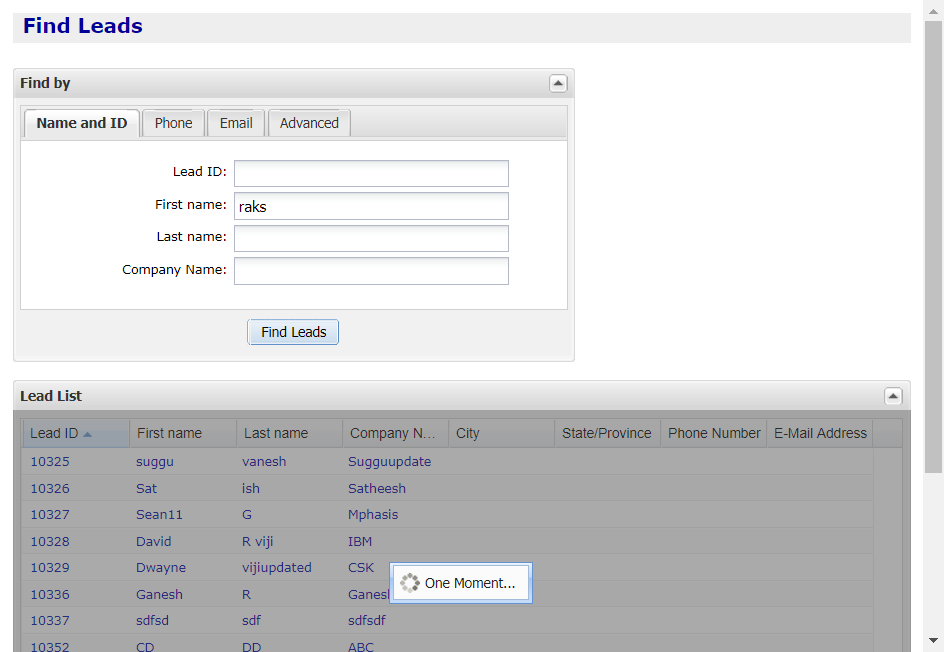 Find Leads
Find by
Name and ID Phone Email Advanced
Lead ID:
First name: raks
Last name:
Company Name:
Find Leads
Lead List
Lead ID First name Last name Company N... City State/Province Phone Number E-Mail Address
10325 suggu vanesh Sugguupdate
10326 Sat ish Satheesh
10327 Sean11 G Mphasis
10328 David R viji IBM
10329 Dwayne vijiupdated CSK
One Moment...
10336 Ganesh R Ganesl
10337 sdfsd sdf sdfsdf
10352 CD DD ABC